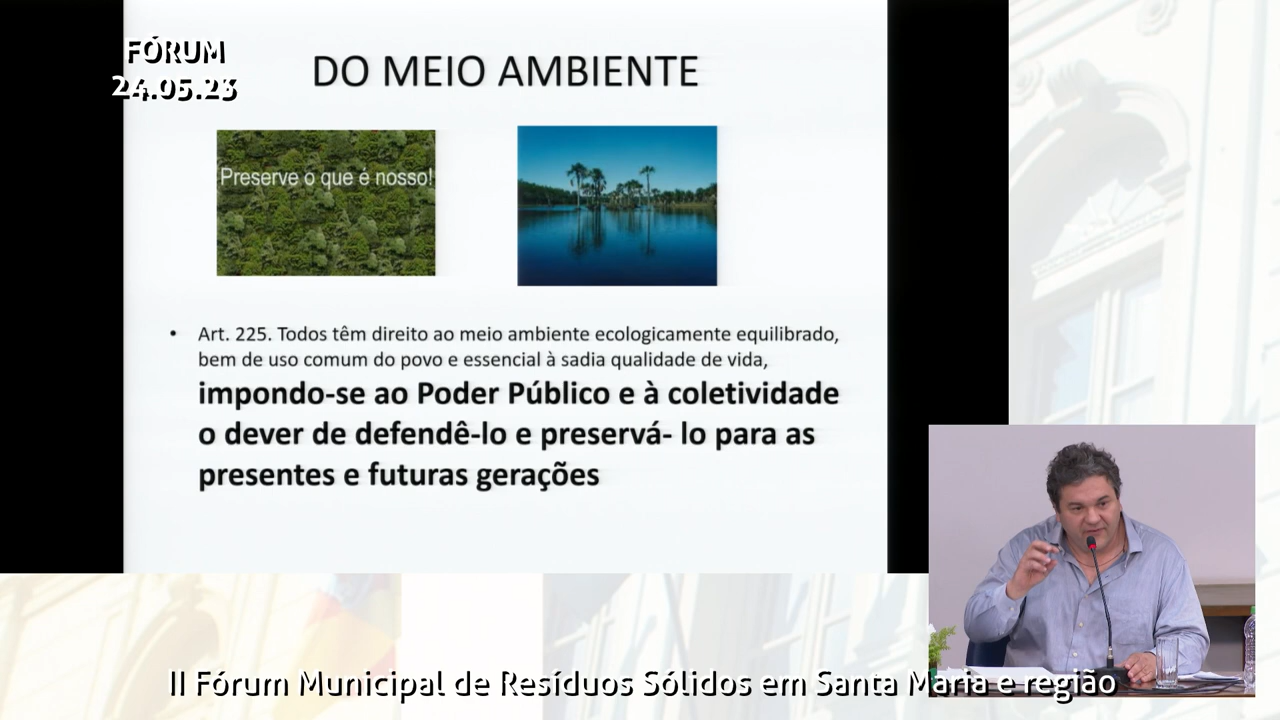 FÓRUM
24.05.23
DO MEIO AMBIENTE
Preserve o que é nosso!
• Art. 225. Todos têm direito ao meio ambiente ecologicamente equilibrado,
bem de uso comum do povo e essencial à sadia qualidade de vida,
impondo-se ao Poder Público e à coletividade
o dever de defendê-lo e preservá- lo para as
presentes e futuras gerações
II Fórum Municipal de Resíduos Sólidos em Santa Maria e região